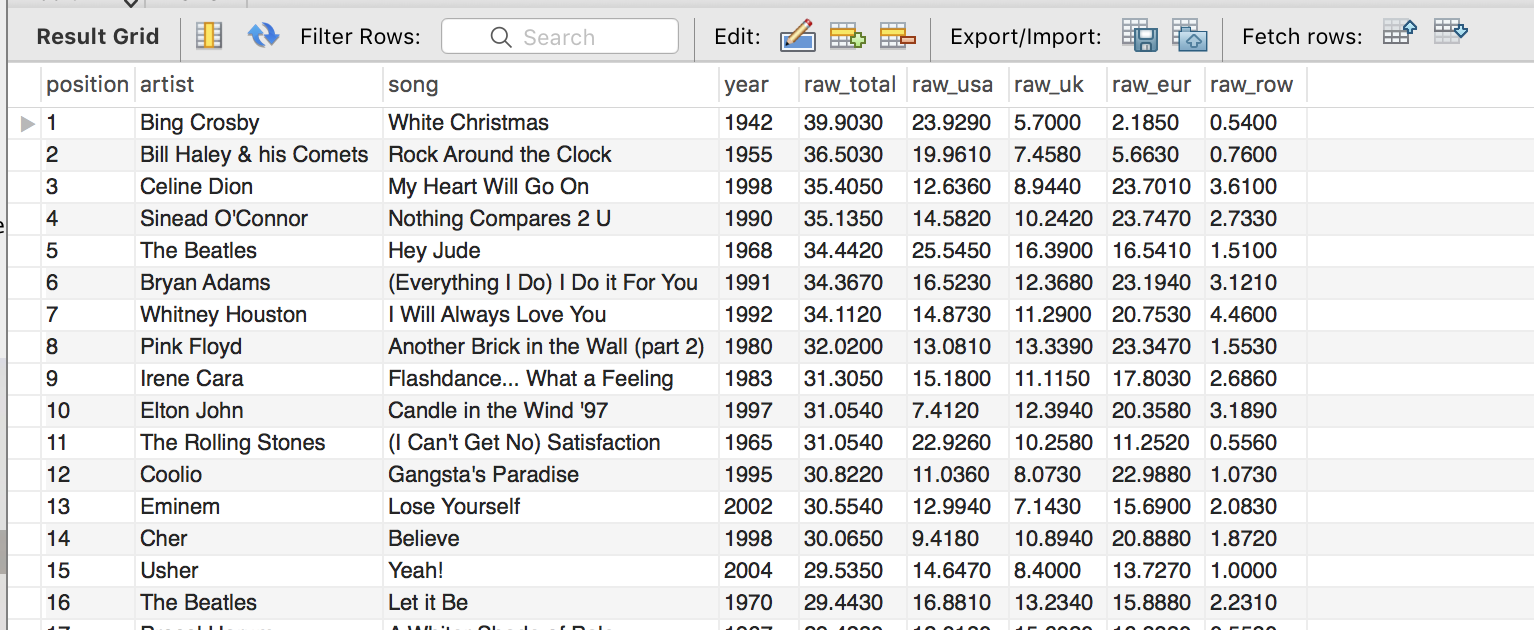 Result Grid Filter Rows: Search Edit: Export/Import: Fetch rows:
position artist song year raw_total raw_usa raw_uk raw_eur raw_row
1 Bing Crosby White Christmas 1942 39.9030 23.9290 5.7000 2.1850 0.5400
2 Bill Haley & his Comets Rock Around the Clock 1955 36.5030 19.9610 7.4580 5.6630 0.7600
3 Celine Dion My Heart Will Go On 1998 35.4050 12.6360 8.9440 23.7010 3.6100
4 Sinead O'Connor Nothing Compares 2 U 1990 35.1350 14.5820 10.2420 23.7470 2.7330
5 The Beatles Hey Jude 1968 34.4420 25.5450 16.3900 16.5410 1.5100
6 Bryan Adams (Everything I Do) I Do it For You 1991 34.3670 16.5230 12.3680 23.1940 3.1210
7 Whitney Houston I Will Always Love You 1992 34.1120 14.8730 11.2900 20.7530 4.4600
8 Pink Floyd Another Brick in the Wall (part 2) 1980 32.0200 13.0810 13.3390 23.3470 1.5530
9 Irene Cara Flashdance... What a Feeling 1983 31.3050 15.1800 11.1150 17.8030 2.6860
10 Elton John Candle in the Wind '97 1997 31.0540 7.4120 12.3940 20.3580 3.1890
11 The Rolling Stones (I Can't Get No) Satisfaction 1965 31.0540 22.9260 10.2580 11.2520 0.5560
12 Coolio Gangsta's Paradise 1995 30.8220 11.0360 8.0730 22.9880 1.0730
13 Eminem Lose Yourself 2002 30.5540 12.9940 7.1430 15.6900 2.0830
14 Cher Believe 1998 30.0650 9.4180 10.8940 20.8880 1.8720
15 Usher Yeah! 2004 29.5350 14.6470 8.4000 13.7270 1.0000
16 The Beatles Let it Be 1970 29.4430 16.8810 13.2340 15.8880 2.2310